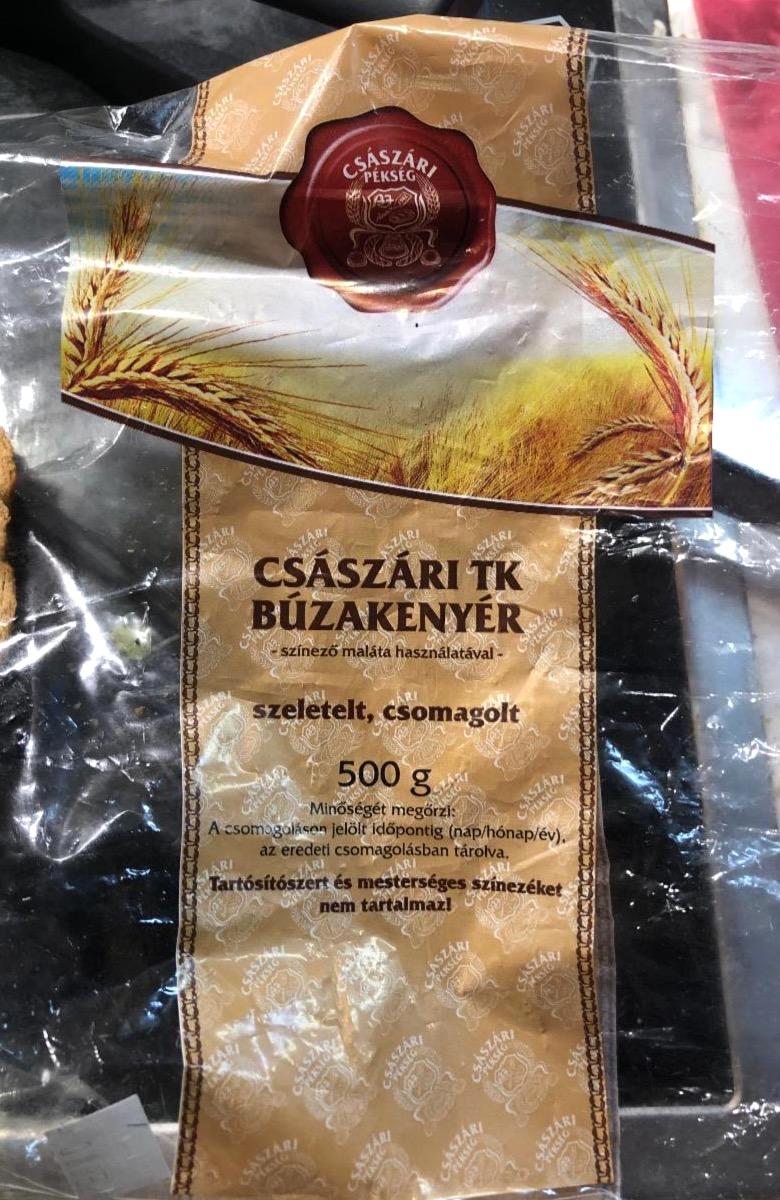 CSÁSZÁRI
PÉKSÉG
CSÁSZÁRI TK
BÚZAKENYÉR
- színező maláta használatával -
szeletelt, csomagolt
500 g
Minőségét megőrzi:
A csomagoláson jelölt időpontig (nap/hónap/év),
az eredeti csomagolásban tárolva.
Tartósítószert és mesterséges színezéket
nem tartalmaz!